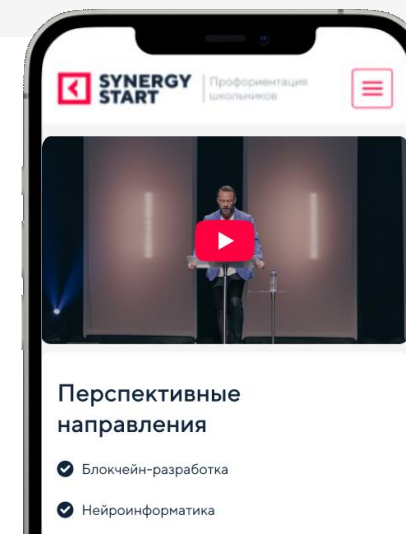 SYNERGY
START
Профориентация
школьников
Перспективные
направления
Блокчейн-разработка
Нейроинформатика